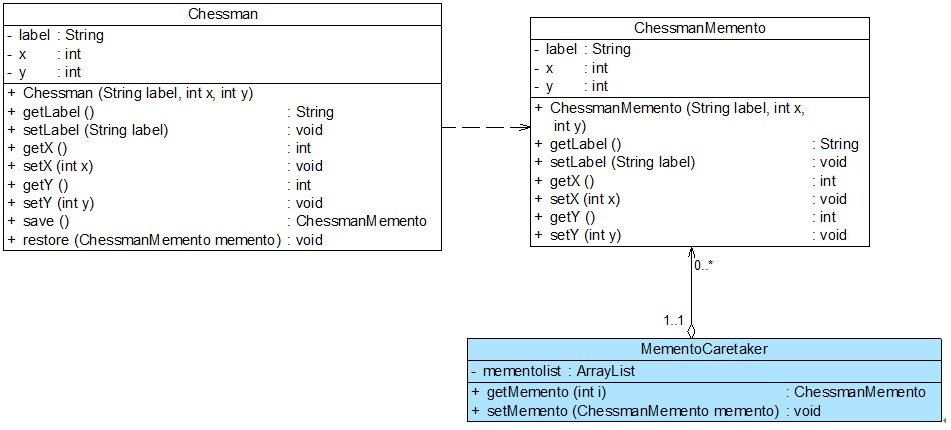 Chessman
- label : String
- x : int
- y : int
+ Chessman (String label, int x, int y)
+ getLabel () : String
+ setLabel (String label) : void
+ getX () : int
+ setX (int x) : void
+ getY () : int
+ setY (int y) : void
+ save () : ChessmanMemento
+ restore (ChessmanMemento memento) : void
ChessmanMemento
- label : String
- x : int
- y : int
+ ChessmanMemento (String label, int x,
int y)
+ getLabel () : String
+ setLabel (String label) : void
+ getX () : int
+ setX (int x) : void
+ getY () : int
+ setY (int y) : void
0..*
1..1
MementoCaretaker
- mementolist : ArrayList
+ getMemento (int i) : ChessmanMemento
+ setMemento (ChessmanMemento memento) : void